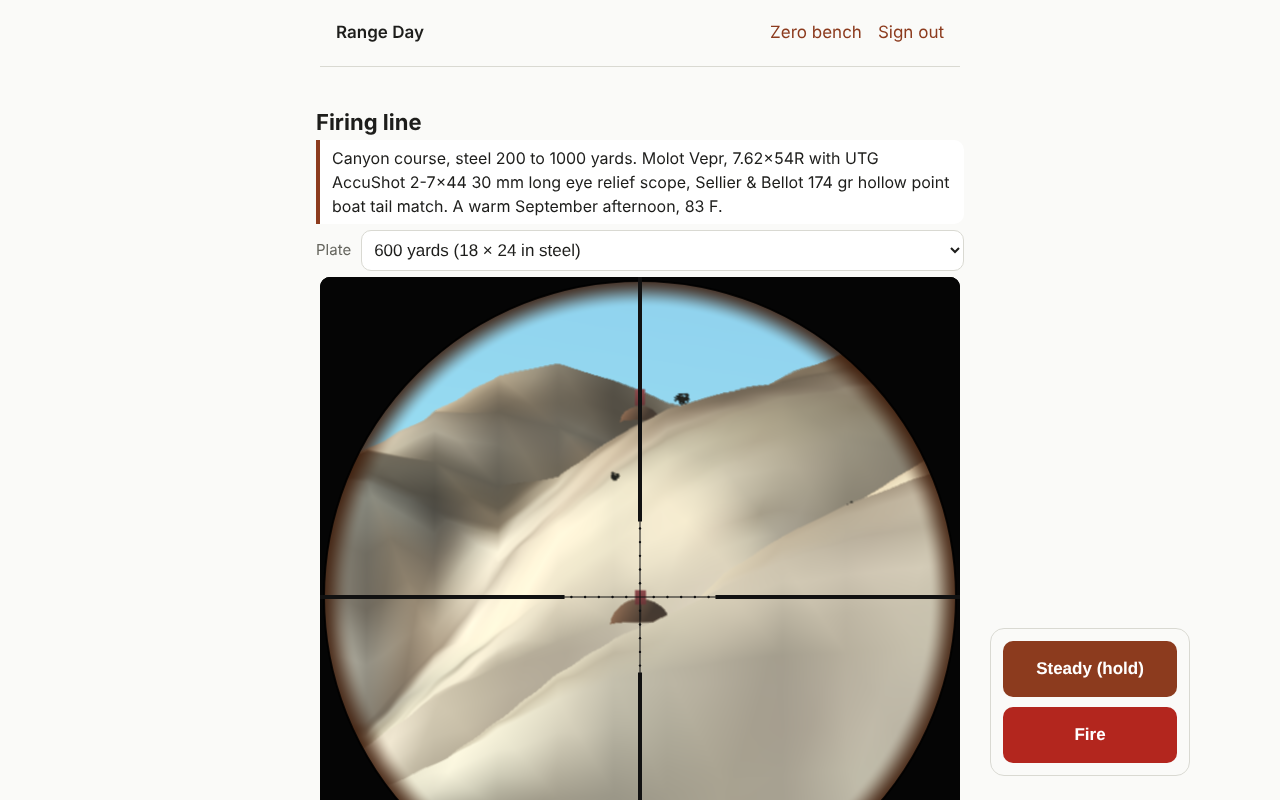 Range Day
Zero bench
Sign out
Firing line
Canyon course, steel 200 to 1000 yards. Molot Vepr, 7.62×54R with UTG
AccuShot 2-7×44 30 mm long eye relief scope, Sellier & Bellot 174 gr hollow point
boat tail match. A warm September afternoon, 83 F.
Plate
600 yards (18 × 24 in steel)
Steady (hold)
Fire